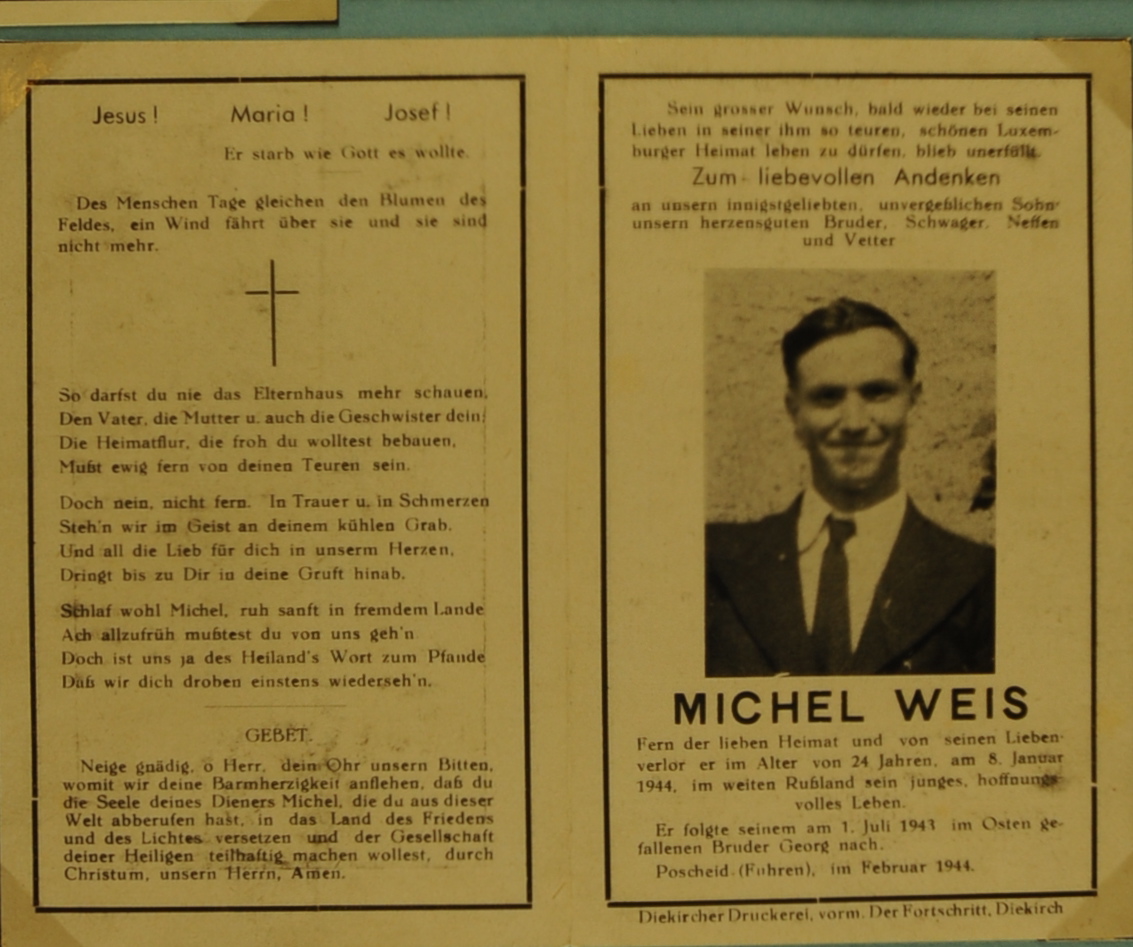 Jesus! Maria! Josef!
Er starb wie Gott es wollte.
Des Menschen Tage gleichen den Blumen des
Feldes, ein Wind fährt über sie und sie sind
nicht mehr.
So darfst du nie das Elternhaus mehr schauen,
Den Vater, die Mutter u. auch die Geschwister dein,
Die Heimatflur, die froh du wolltest bebauen,
Mußt ewig fern von deinen Teuren sein.
Doch nein, nicht fern. In Trauer u. in Schmerzen
Steh'n wir im Geist an deinem kühlen Grab.
Und all die Lieb für dich in unserm Herzen,
Dringt bis zu Dir in deine Gruft hinab.
Schlaf wohl Michel, ruh sanft in fremdem Lande
Ach allzufrüh mußtest du von uns geh'n
Doch ist uns ja des Heiland's Wort zum Pfande
Daß wir dich droben einstens wiederseh'n.
GEBET.
Neige gnädig, o Herr, dein Ohr unsern Bitten,
womit wir deine Barmherzigkeit anflehen, daß du
die Seele deines Dieners Michel, die du aus dieser
Welt abberufen hast, in das Land des Friedens
und des Lichtes versetzen und der Gesellschaft
deiner Heiligen teilhaftig machen wollest, durch
Christum, unsern Herrn, Amen.
Sein grosser Wunsch, bald wieder bei seinen
Lieben in seiner ihm so teuren, schönen Luxem-
burger Heimat leben zu dürfen, blieb unerfüllt.
Zum liebevollen Andenken
an unsern innigstgeliebten, unvergeßlichen Sohn
unsern herzensguten Bruder, Schwager, Neffen
und Vetter
MICHEL WEIS
Fern der lieben Heimat und von seinen Lieben
verlor er im Alter von 24 Jahren, am 8. Januar
1944, im weiten Rußland sein junges, hoffnungs-
volles Leben.
Er folgte seinem am 1. Juli 1943 im Osten ge-
fallenen Bruder Georg nach.
Poscheid (Fuhren), im Februar 1944.
Diekircher Druckerei, vorm. Der Fortschritt, Diekirch